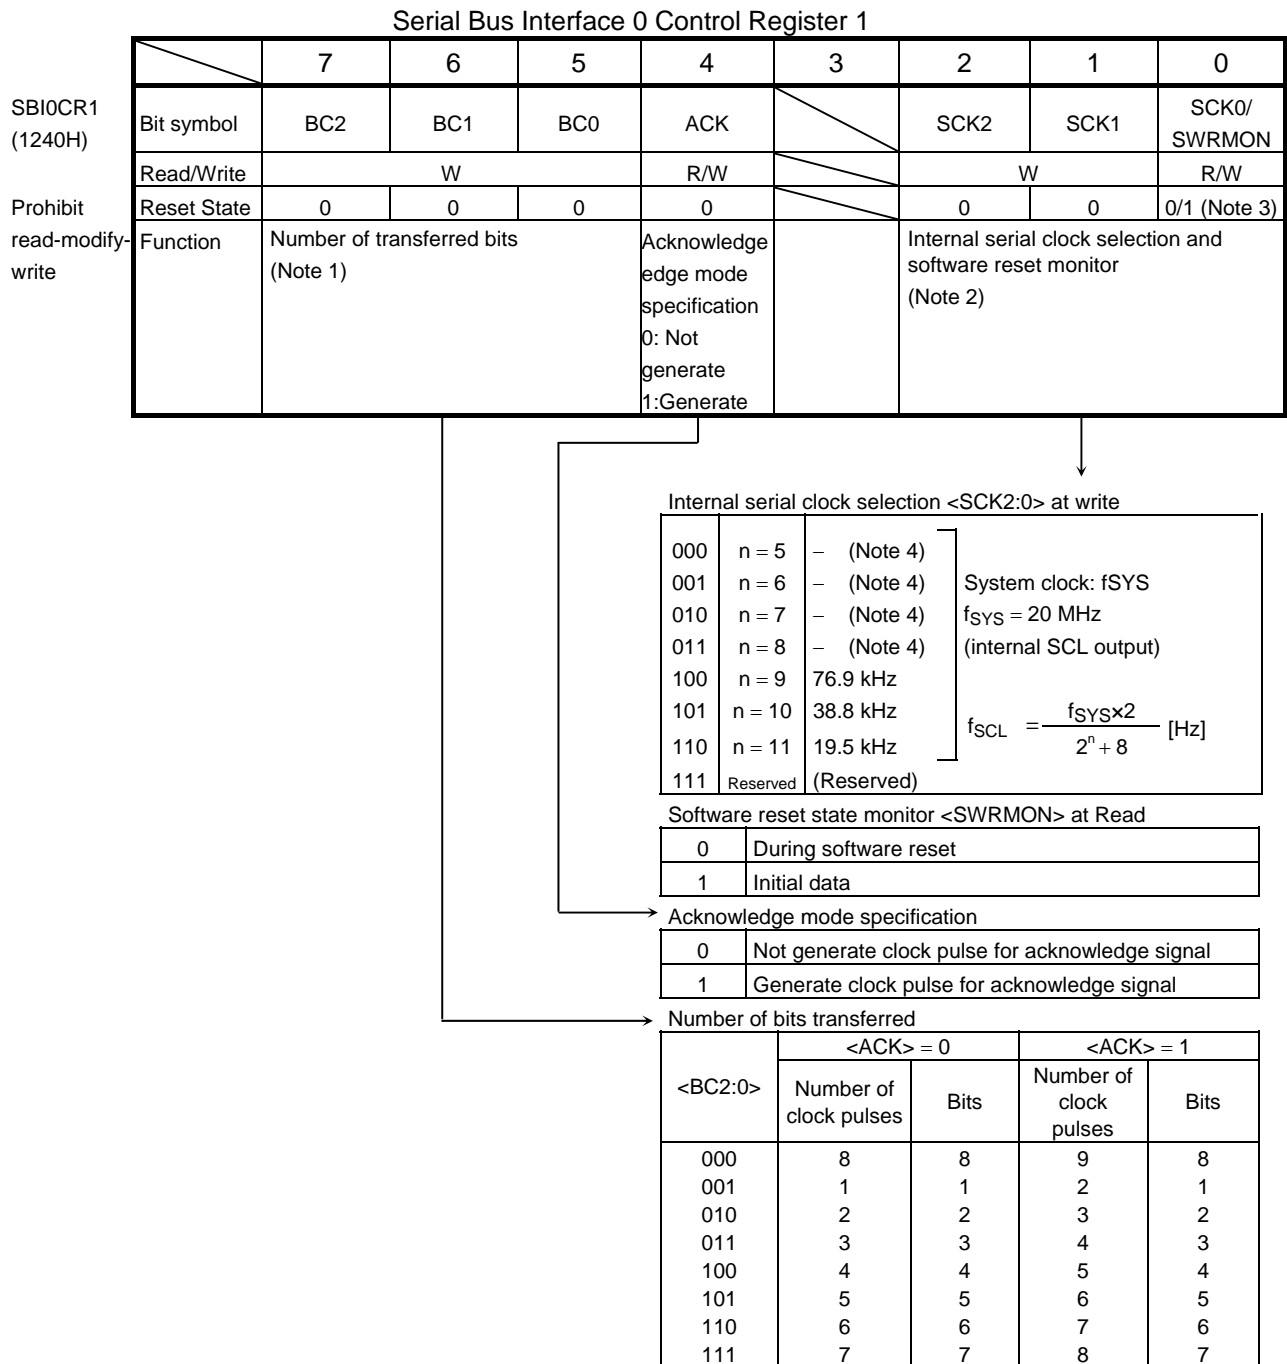 Serial Bus Interface 0 Control Register 1
7 6 5 4 3 2 1 0
SBI0CR1
(1240H)
Bit symbol BC2 BC1 BC0 ACK SCK2 SCK1 SCK0/
SWRMON
Read/Write W R/W W R/W
Prohibit
read-modify-
write
Reset State 0 0 0 0 0 0 0/1 (Note 3)
Function
Number of transferred bits
(Note 1)
Acknowledge
edge mode
specification
0: Not
generate
1:Generate
Internal serial clock selection and
software reset monitor
(Note 2)
Internal serial clock selection <SCK2:0> at write
000 n = 5 – (Note 4)
001 n = 6 – (Note 4)
010 n = 7 – (Note 4)
011 n = 8 – (Note 4)
100 n = 9 76.9 kHz
101 n = 10 38.8 kHz
110 n = 11 19.5 kHz
111 Reserved (Reserved)
System clock: fSYS
fSYS = 20 MHz
(internal SCL output)
fSCL = fSYS×2 / 2^n + 8 [Hz]
Software reset state monitor <SWRMON> at Read
0 During software reset
1 Initial data
Acknowledge mode specification
0 Not generate clock pulse for acknowledge signal
1 Generate clock pulse for acknowledge signal
Number of bits transferred
<BC2:0> <ACK> = 0 <ACK> = 1
Number of
clock pulses
Bits
Number of
clock
pulses
Bits
000 8 8 9 8
001 1 1 2 1
010 2 2 3 2
011 3 3 4 3
100 4 4 5 4
101 5 5 6 5
110 6 6 7 6
111 7 7 8 7